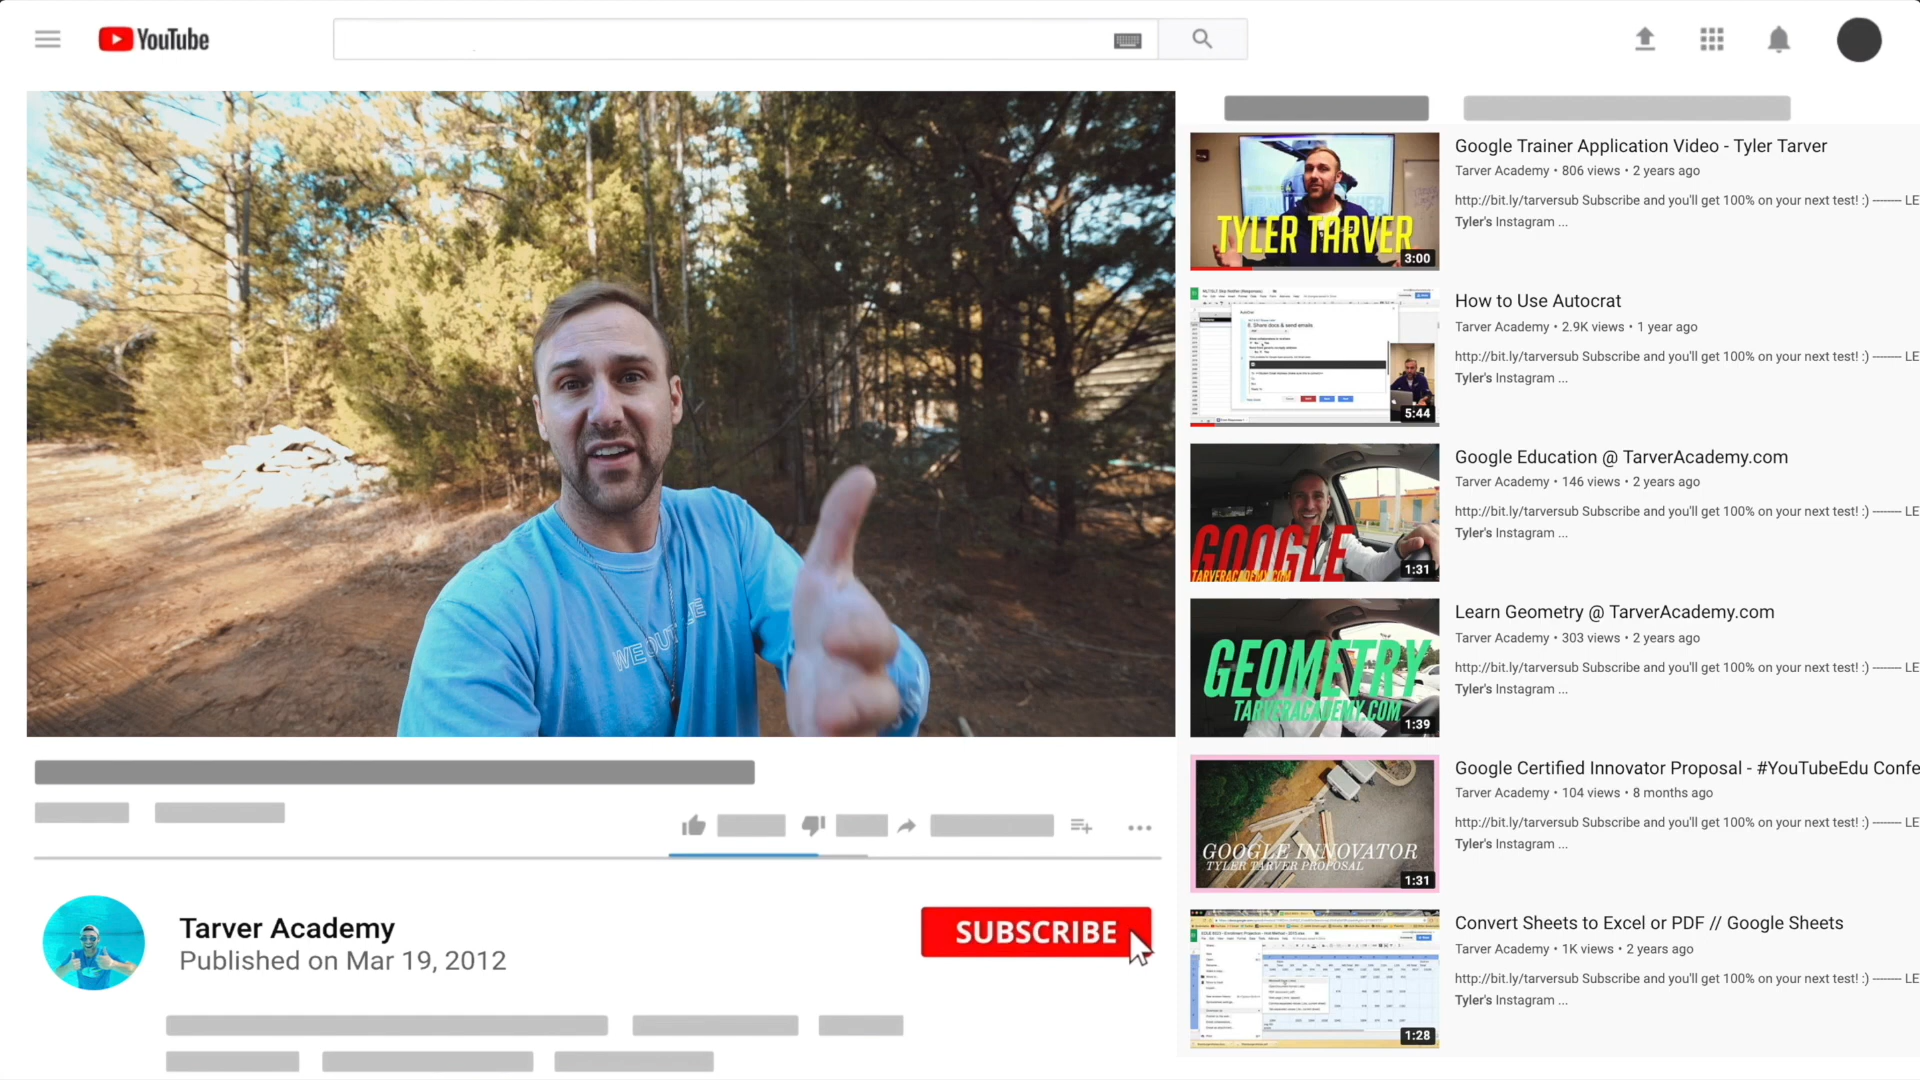 YouTube
WE OUT
TYLER TARVER
3:00
Google Trainer Application Video - Tyler Tarver
Tarver Academy • 806 views • 2 years ago
http://bit.ly/tarversub Subscribe and you'll get 100% on your next test! :) -------- LE
Tyler's Instagram ...
8. Share docs & send emails
5:44
How to Use Autocrat
Tarver Academy • 2.9K views • 1 year ago
http://bit.ly/tarversub Subscribe and you'll get 100% on your next test! :) -------- LE
Tyler's Instagram ...
GOOGLE
TARVERACADEMY.COM
1:31
Google Education @ TarverAcademy.com
Tarver Academy • 146 views • 2 years ago
http://bit.ly/tarversub Subscribe and you'll get 100% on your next test! :) -------- LE
Tyler's Instagram ...
GEOMETRY
TARVERACADEMY.COM
1:39
Learn Geometry @ TarverAcademy.com
Tarver Academy • 303 views • 2 years ago
http://bit.ly/tarversub Subscribe and you'll get 100% on your next test! :) -------- LE
Tyler's Instagram ...
GOOGLE INNOVATOR
TYLER TARVER PROPOSAL
1:31
Google Certified Innovator Proposal - #YouTubeEdu Confe
Tarver Academy • 104 views • 8 months ago
http://bit.ly/tarversub Subscribe and you'll get 100% on your next test! :) -------- LE
Tyler's Instagram ...
1:28
Convert Sheets to Excel or PDF // Google Sheets
Tarver Academy • 1K views • 2 years ago
http://bit.ly/tarversub Subscribe and you'll get 100% on your next test! :) -------- LE
Tyler's Instagram ...
Tarver Academy
Published on Mar 19, 2012
SUBSCRIBE